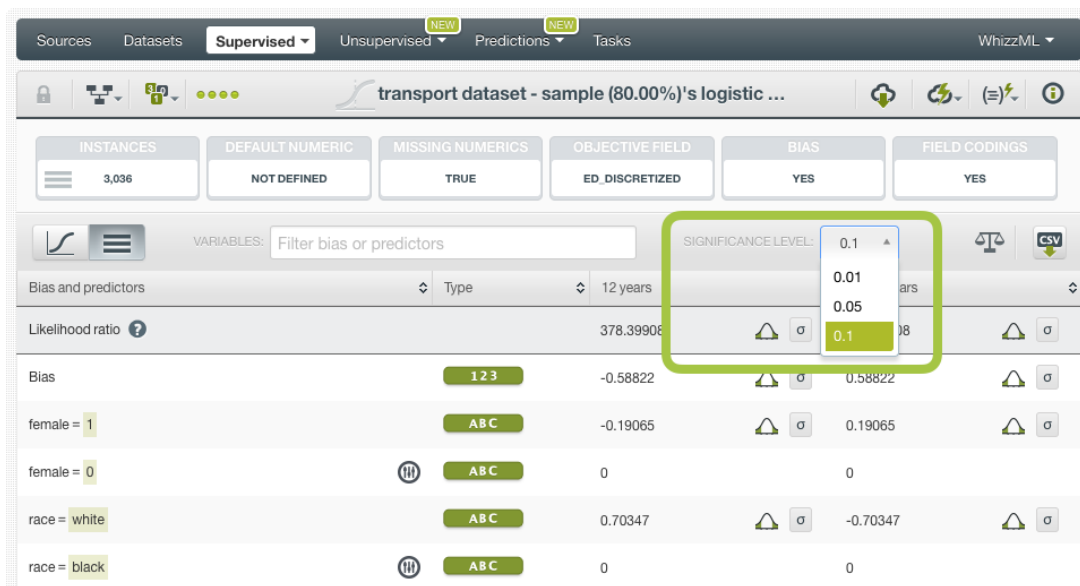 NEW NEW
Sources Datasets Supervised Unsupervised Predictions Tasks WhizzML
transport dataset - sample (80.00%)'s logistic ...
INSTANCES DEFAULT NUMERIC MISSING NUMERICS OBJECTIVE FIELD BIAS FIELD CODINGS
3,036 NOT DEFINED TRUE ED_DISCRETIZED YES YES
VARIABLES: Filter bias or predictors SIGNIFICANCE LEVEL: 0.1 CSV
0.01
Bias and predictors Type 12 years ars
0.05
Likelihood ratio ? 378.39908 σ 0.1 08 σ
Bias 123 -0.58822 σ 0.58822 σ
female = 1 ABC -0.19065 σ 0.19065 σ
female = 0 ABC 0 0
race = white ABC 0.70347 σ -0.70347 σ
race = black ABC 0 0